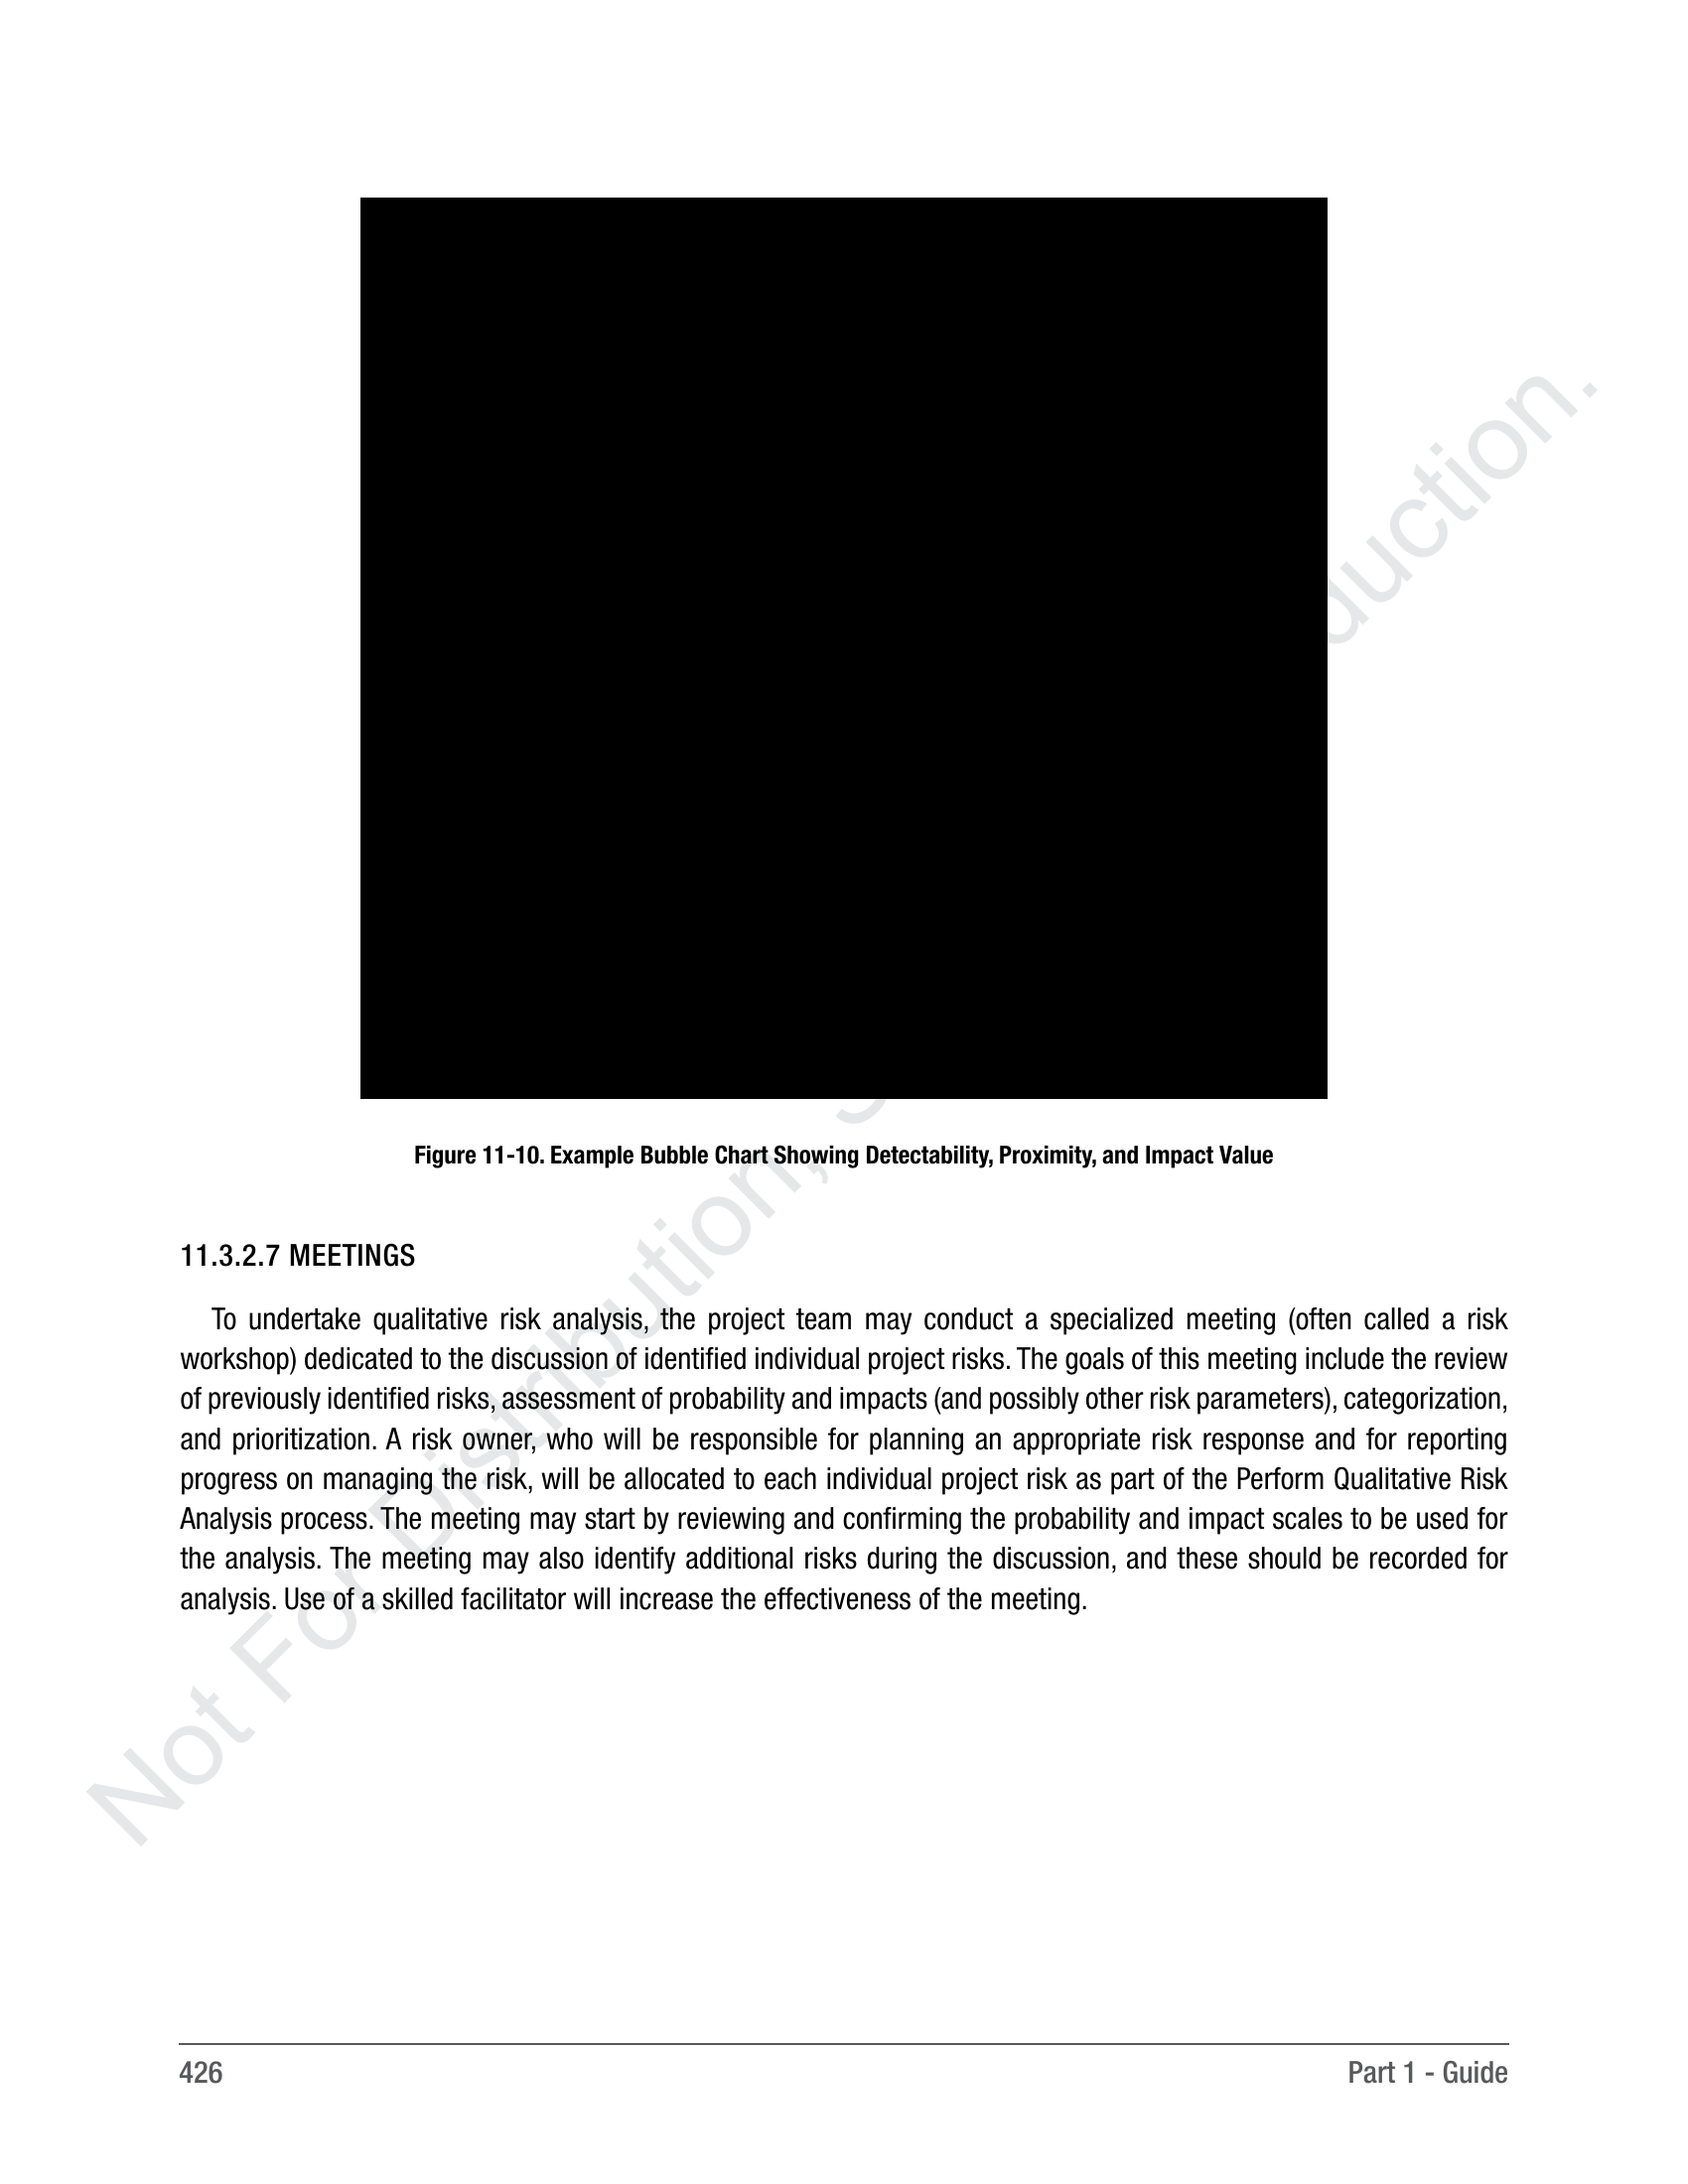 Figure 11-10. Example Bubble Chart Showing Detectability, Proximity, and Impact Value
11.3.2.7 MEETINGS
To undertake qualitative risk analysis, the project team may conduct a specialized meeting (often called a risk
workshop) dedicated to the discussion of identified individual project risks. The goals of this meeting include the review
of previously identified risks, assessment of probability and impacts (and possibly other risk parameters), categorization,
and prioritization. A risk owner, who will be responsible for planning an appropriate risk response and for reporting
progress on managing the risk, will be allocated to each individual project risk as part of the Perform Qualitative Risk
Analysis process. The meeting may start by reviewing and confirming the probability and impact scales to be used for
the analysis. The meeting may also identify additional risks during the discussion, and these should be recorded for
analysis. Use of a skilled facilitator will increase the effectiveness of the meeting.
Not For Distribution,
426
Part 1 - Guide